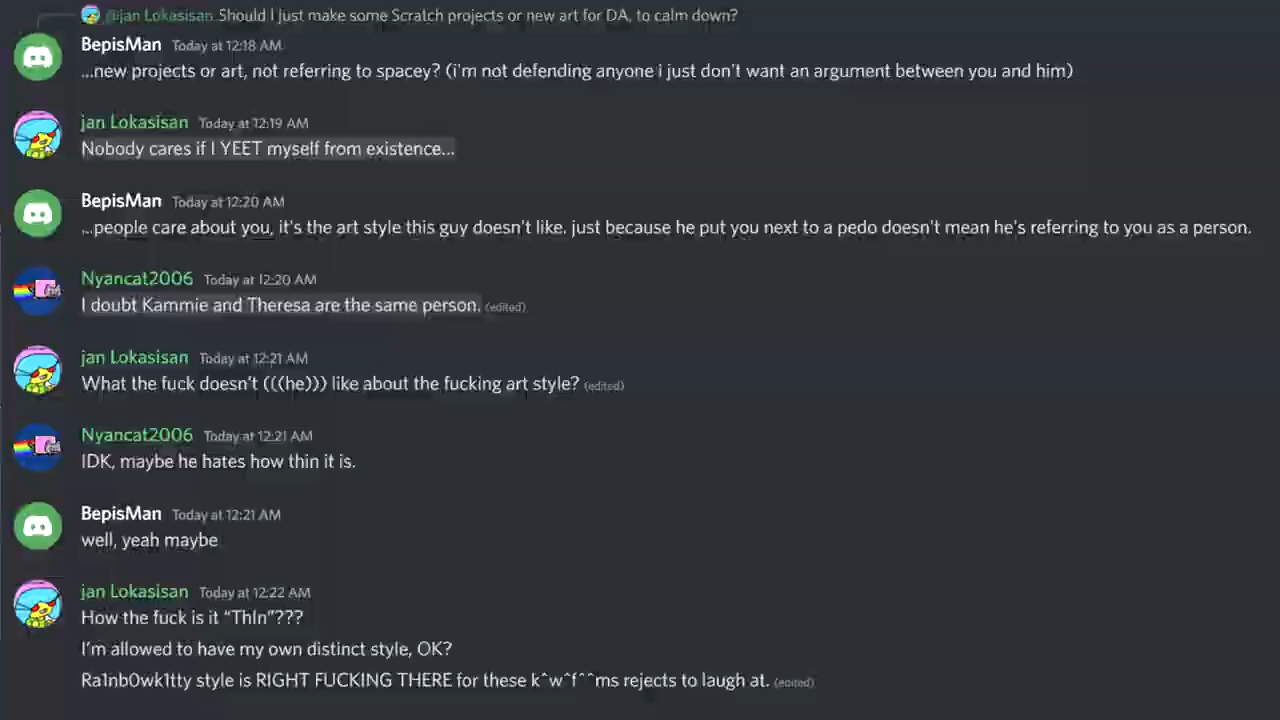 @jan Lokasisan Should I just make some Scratch projects or new art for DA, to calm down?
BepisMan Today at 12:18 AM
...new projects or art, not referring to spacey? (i'm not defending anyone i just don't want an argument between you and him)
jan Lokasisan Today at 12:19 AM
Nobody cares if I YEET myself from existence...
BepisMan Today at 12:20 AM
...people care about you, it's the art style this guy doesn't like. just because he put you next to a pedo doesn't mean he's referring to you as a person.
Nyancat2006 Today at 12:20 AM
I doubt Kammie and Theresa are the same person. (edited)
jan Lokasisan Today at 12:21 AM
What the fuck doesn't (((he))) like about the fucking art style? (edited)
Nyancat2006 Today at 12:21 AM
IDK, maybe he hates how thin it is.
BepisMan Today at 12:21 AM
well, yeah maybe
jan Lokasisan Today at 12:22 AM
How the fuck is it “ThIn”???
I'm allowed to have my own distinct style, OK?
Ra1nb0wk1tty style is RIGHT FUCKING THERE for these k^w^f^^ms rejects to laugh at. (edited)